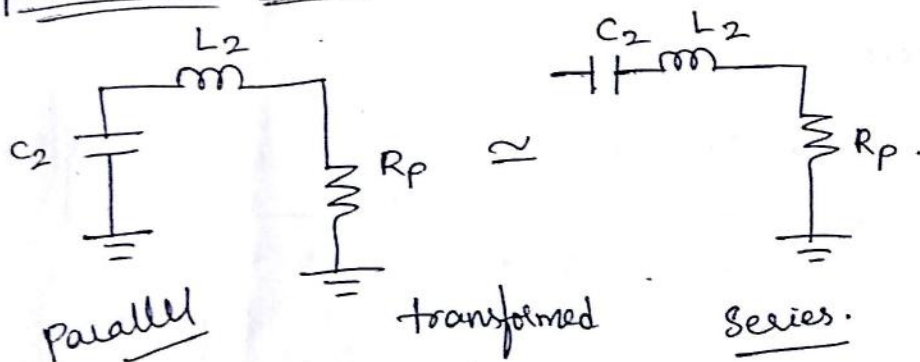 L2
C2
Rp
≃
C2 L2
Rp.
Parallel transformed Series.